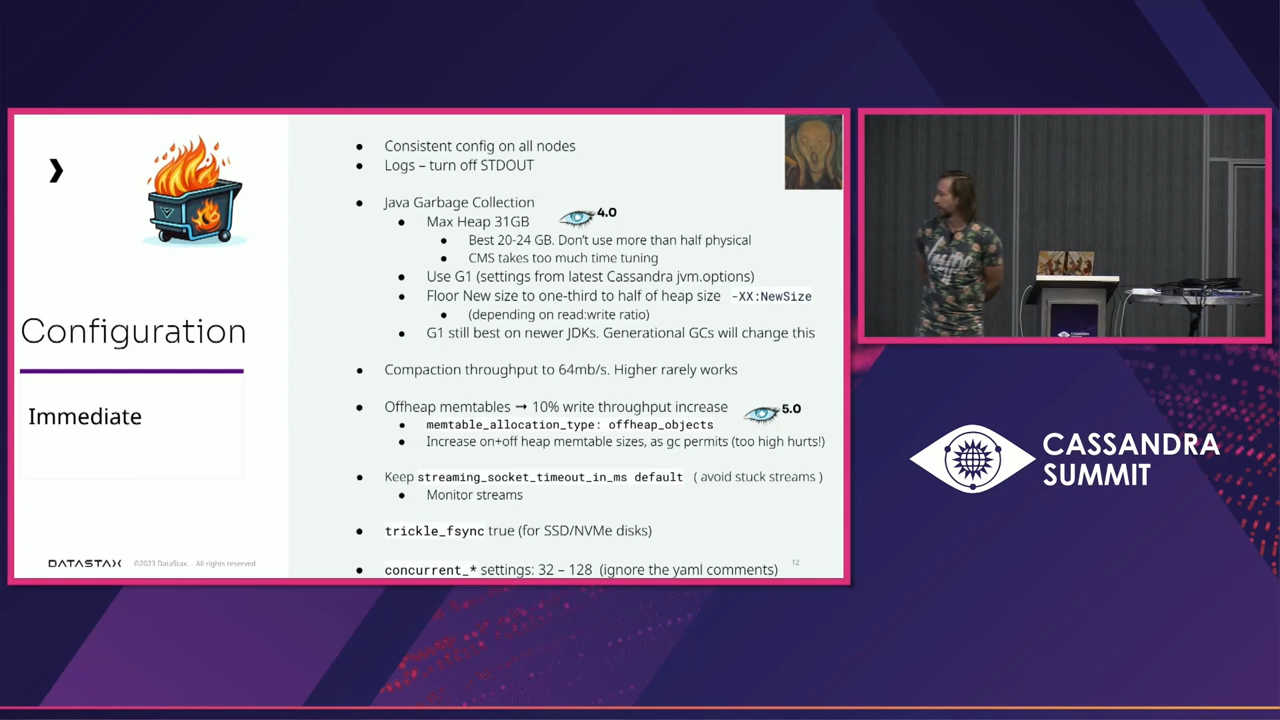 ❯
Configuration
Immediate
DATASTAX ©2023 DataStax. – All rights reserved
• Consistent config on all nodes
• Logs – turn off STDOUT
• Java Garbage Collection
• Max Heap 31GB 4.0
• Best 20-24 GB. Don't use more than half physical
• CMS takes too much time tuning
• Use G1 (settings from latest Cassandra jvm.options)
• Floor New size to one-third to half of heap size -XX:NewSize
• (depending on read:write ratio)
• G1 still best on newer JDKs. Generational GCs will change this
• Compaction throughput to 64mb/s. Higher rarely works
• Offheap memtables → 10% write throughput increase 5.0
• memtable_allocation_type: offheap_objects
• Increase on+off heap memtable sizes, as gc permits (too high hurts!)
• Keep streaming_socket_timeout_in_ms default ( avoid stuck streams )
• Monitor streams
• trickle_fsync true (for SSD/NVMe disks)
• concurrent_* settings: 32 – 128 (ignore the yaml comments)
12
CASSANDRA
SUMMIT